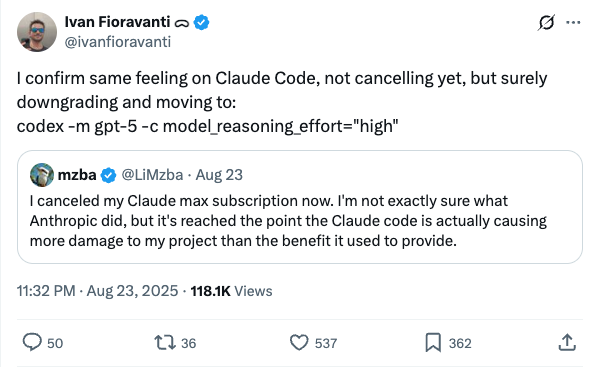 Ivan Fioravanti
@ivanfioravanti
I confirm same feeling on Claude Code, not cancelling yet, but surely
downgrading and moving to:
codex -m gpt-5 -c model_reasoning_effort="high"
mzba @LiMzba · Aug 23
I canceled my Claude max subscription now. I'm not exactly sure what
Anthropic did, but it's reached the point the Claude code is actually causing
more damage to my project than the benefit it used to provide.
11:32 PM · Aug 23, 2025 · 118.1K Views
50 36 537 362